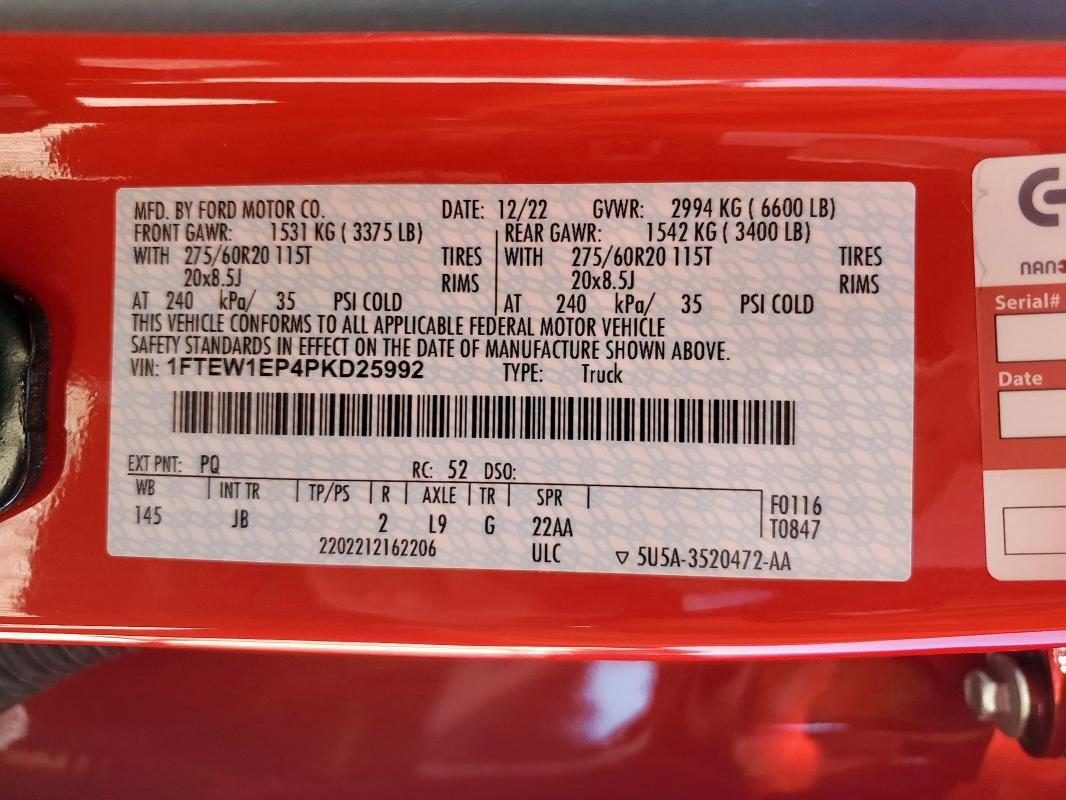 MFD. BY FORD MOTOR CO. DATE: 12/22 GVWR: 2994 KG ( 6600 LB)
FRONT GAWR: 1531 KG ( 3375 LB) REAR GAWR: 1542 KG ( 3400 LB)
WITH 275/60R20 115T TIRES WITH 275/60R20 115T TIRES
20x8.5J RIMS 20x8.5J RIMS
AT 240 kPa/ 35 PSI COLD AT 240 kPa/ 35 PSI COLD
THIS VEHICLE CONFORMS TO ALL APPLICABLE FEDERAL MOTOR VEHICLE
SAFETY STANDARDS IN EFFECT ON THE DATE OF MANUFACTURE SHOWN ABOVE.
VIN: 1FTEW1EP4PKD25992 TYPE: Truck
EXT PNT: PQ RC: 52 DSO:
WB INT TR TP/PS R AXLE TR SPR
145 JB 2 L9 G 22AA
F0116
T0847
2202212162206 ULC ▽ 5U5A-3520472-AA
Serial#
Date